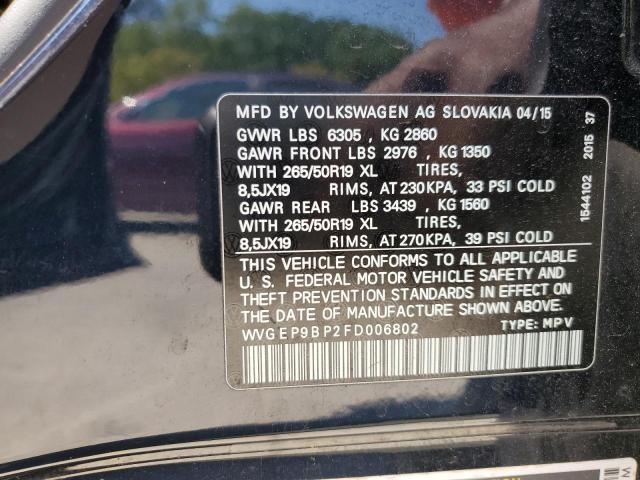 MFD BY VOLKSWAGEN AG SLOVAKIA 04/15
GVWR LBS 6305 , KG 2860
GAWR FRONT LBS 2976 , KG 1350
WITH 265/50R19 XL TIRES,
8,5JX19 RIMS, AT 230KPA, 33 PSI COLD
GAWR REAR LBS 3439 , KG 1560
WITH 265/50R19 XL TIRES,
8,5JX19 RIMS, AT 270KPA, 39 PSI COLD
THIS VEHICLE CONFORMS TO ALL APPLICABLE
U. S. FEDERAL MOTOR VEHICLE SAFETY AND
THEFT PREVENTION STANDARDS IN EFFECT ON
THE DATE OF MANUFACTURE SHOWN ABOVE.
WVGEP9BP2FD006802 TYPE: MPV
1544102 2015 37